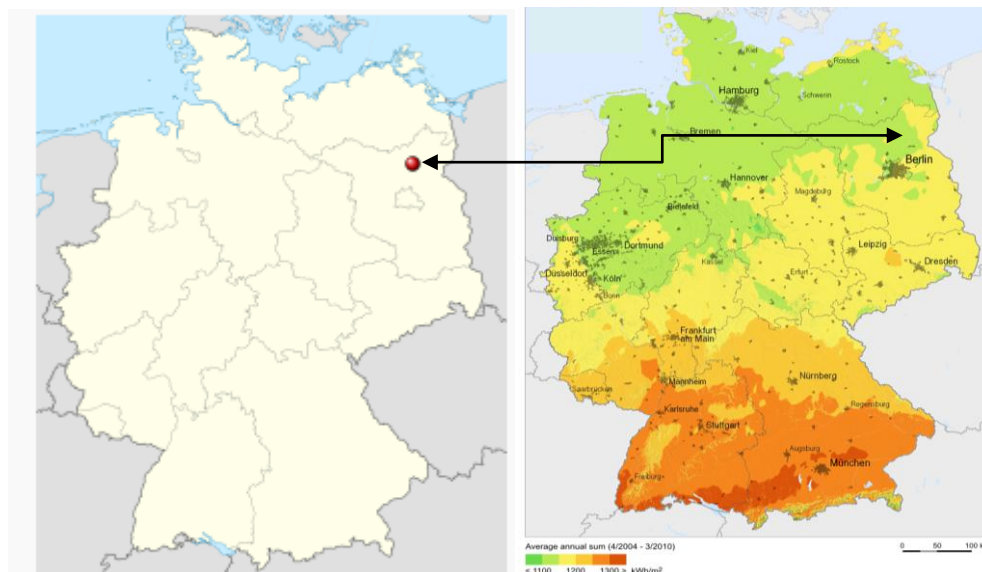 Kiel
Rostock
Hamburg
Schwerin
Bremen
Berlin
Hannover
Magdeburg
Bielefeld
Duisburg
Dortmund
Essen
Leipzig
Kassel
Düsseldorf
Dresden
Köln
Erfurt
Bonn
Frankfurt
am Main
Nürnberg
Mannheim
Saarbrücken
Regensburg
Karlsruhe
Stuttgart
Augsburg
München
Freiburg
Average annual sum (4/2004 - 3/2010)
0 50 100 k
< 1100 1200 1300 > kWh/m²